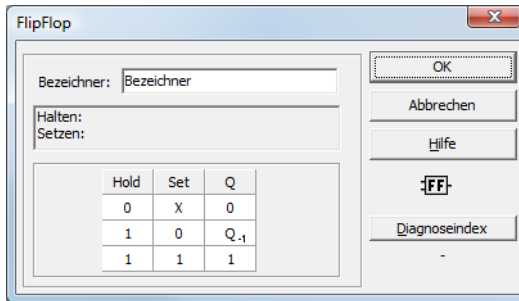 FlipFlop
Bezeichner: Bezeichner
Halten:
Setzen:
Hold Set Q
0 X 0
1 0 Q-1
1 1 1
OK
Abbrechen
Hilfe
FF
Diagnoseindex
-